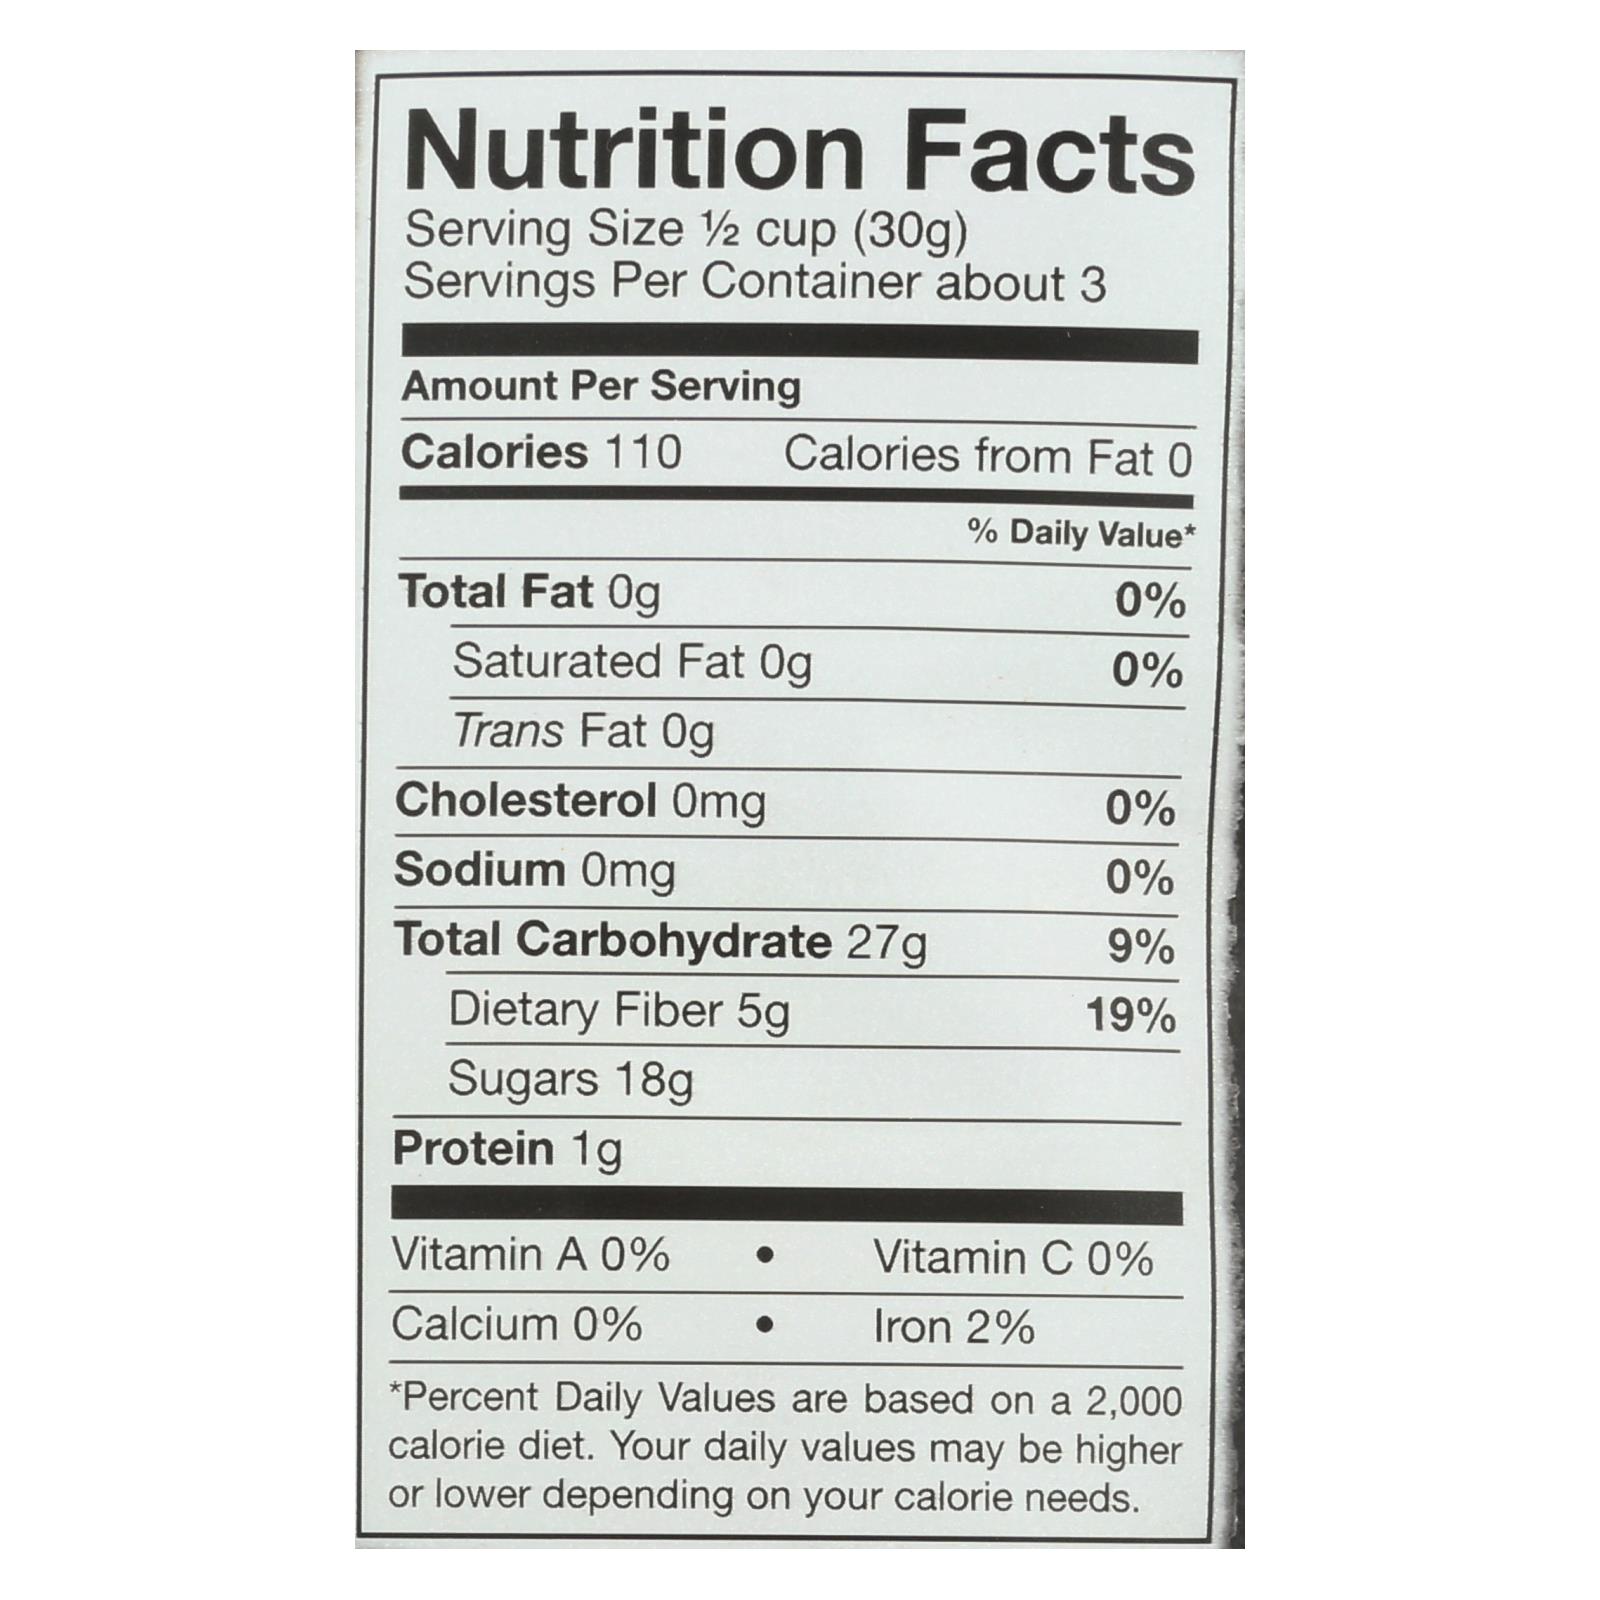 Nutrition Facts
Serving Size ½ cup (30g)
Servings Per Container about 3
Amount Per Serving
Calories 110 Calories from Fat 0
% Daily Value*
Total Fat 0g 0%
Saturated Fat 0g 0%
Trans Fat 0g
Cholesterol 0mg 0%
Sodium 0mg 0%
Total Carbohydrate 27g 9%
Dietary Fiber 5g 19%
Sugars 18g
Protein 1g
Vitamin A 0% • Vitamin C 0%
Calcium 0% • Iron 2%
*Percent Daily Values are based on a 2,000
calorie diet. Your daily values may be higher
or lower depending on your calorie needs.